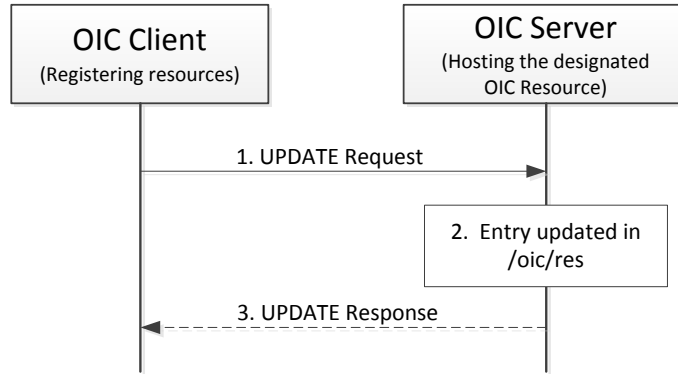 OIC Client
(Registering resources)
OIC Server
(Hosting the designated
OIC Resource)
1. UPDATE Request
2. Entry updated in
/oic/res
3. UPDATE Response